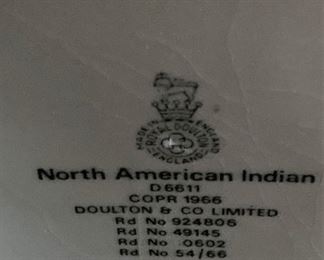 MADE IN ENGLAND
ROYAL DOULTON
ENGLAND
North American Indian
D6611
COPR 1966
DOULTON & CO LIMITED
Rd No 924806
Rd No 49145
Rd No 0602
Rd No 54/66